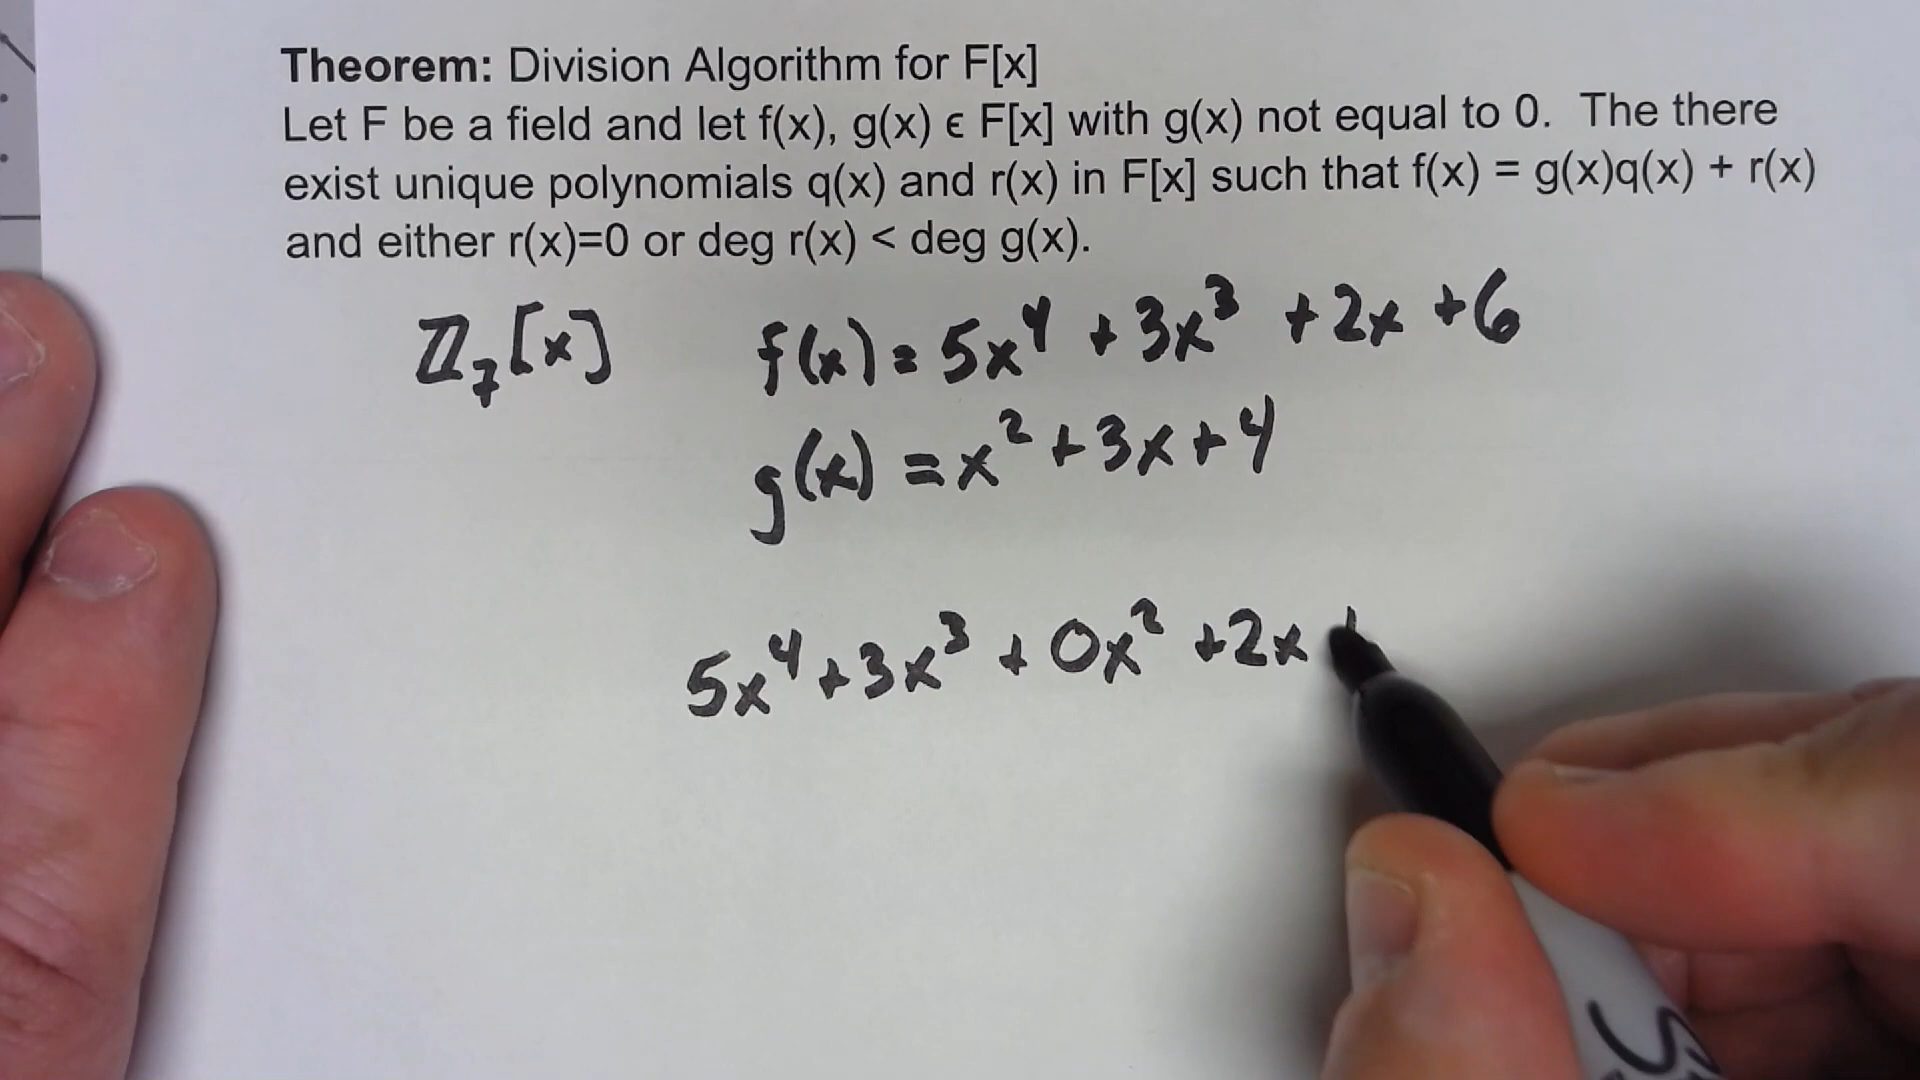 Theorem: Division Algorithm for F[x]
Let F be a field and let f(x), g(x) ϵ F[x] with g(x) not equal to 0. The there
exist unique polynomials q(x) and r(x) in F[x] such that f(x) = g(x)q(x) + r(x)
and either r(x)=0 or deg r(x) < deg g(x).
ℤ₇[x] f(x) = 5x⁴ + 3x³ + 2x + 6
g(x) = x² + 3x + 4
5x⁴ + 3x³ + 0x² + 2x +